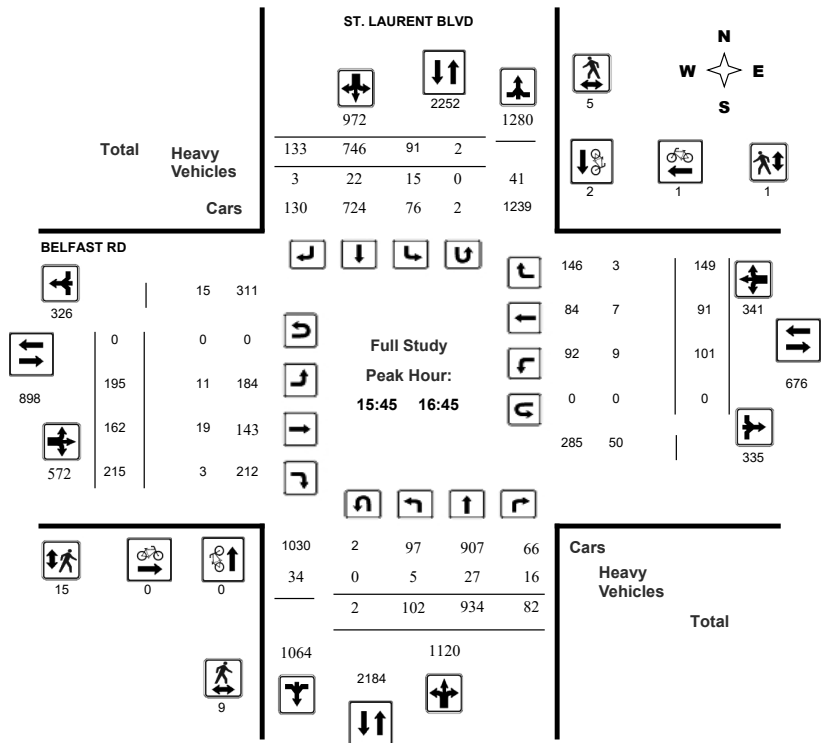 ST. LAURENT BLVD
N
W E
S
2252
972 1280
5
Total Heavy Vehicles
Cars
133 746 91 2
3 22 15 0 41
130 724 76 2 1239
2 1 1
BELFAST RD
326
15 311
146 3 149
341
0 0 0
84 7 91
898
195 11 184
Full Study
Peak Hour:
15:45 16:45
92 9 101
676
162 19 143
0 0 0
572
215 3 212
285 50
335
15 0 0
1030 2 97 907 66
34 0 5 27 16
2 102 934 82
Cars
Heavy
Vehicles
Total
1064 1120
2184
9